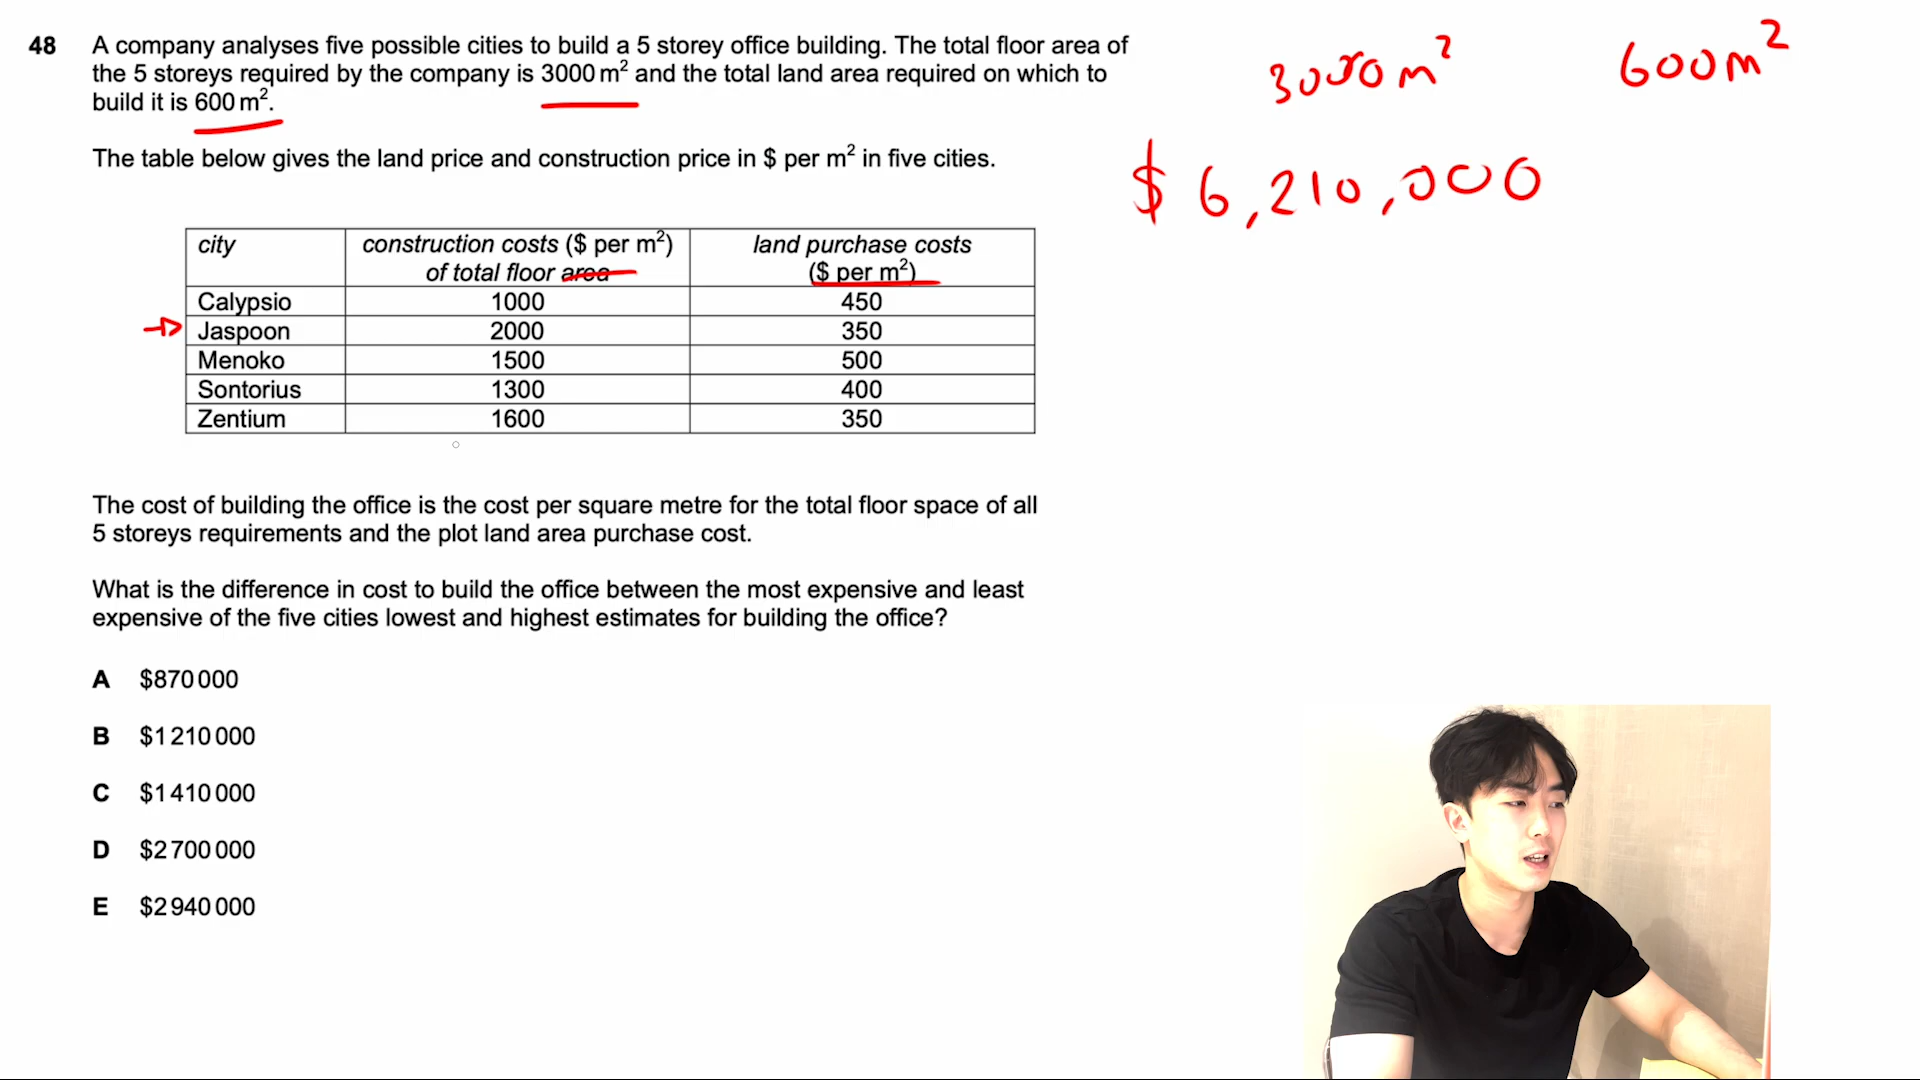 48 A company analyses five possible cities to build a 5 storey office building. The total floor area of
the 5 storeys required by the company is 3000 m² and the total land area required on which to
build it is 600 m².
3000 m² 600 m²
The table below gives the land price and construction price in $ per m² in five cities.
$ 6,210,000
city construction costs ($ per m²) of total floor area land purchase costs ($ per m²)
Calypsio 1000 450
Jaspoon 2000 350
Menoko 1500 500
Sontorius 1300 400
Zentium 1600 350
The cost of building the office is the cost per square metre for the total floor space of all
5 storeys requirements and the plot land area purchase cost.
What is the difference in cost to build the office between the most expensive and least
expensive of the five cities lowest and highest estimates for building the office?
A $870 000
B $1 210 000
C $1 410 000
D $2 700 000
E $2 940 000